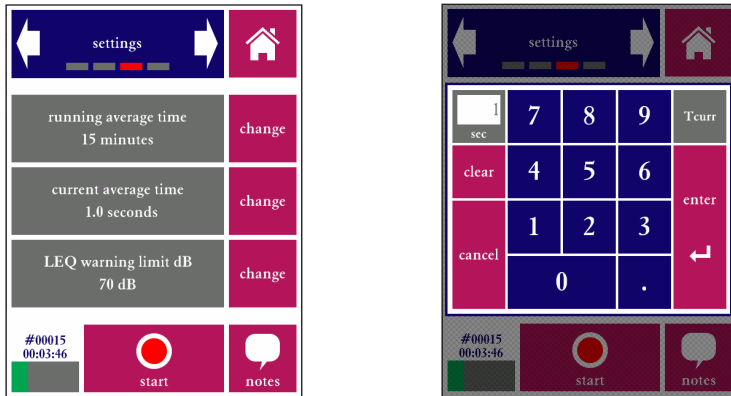 settings
running average time
15 minutes
change
current average time
1.0 seconds
change
LEQ warning limit dB
70 dB
change
#00015
00:03:46
start
notes
settings
1
sec
7 8 9
Tcurr
clear
4 5 6
enter
cancel
1 2 3
0 .
#00015
00:03:46
start
notes